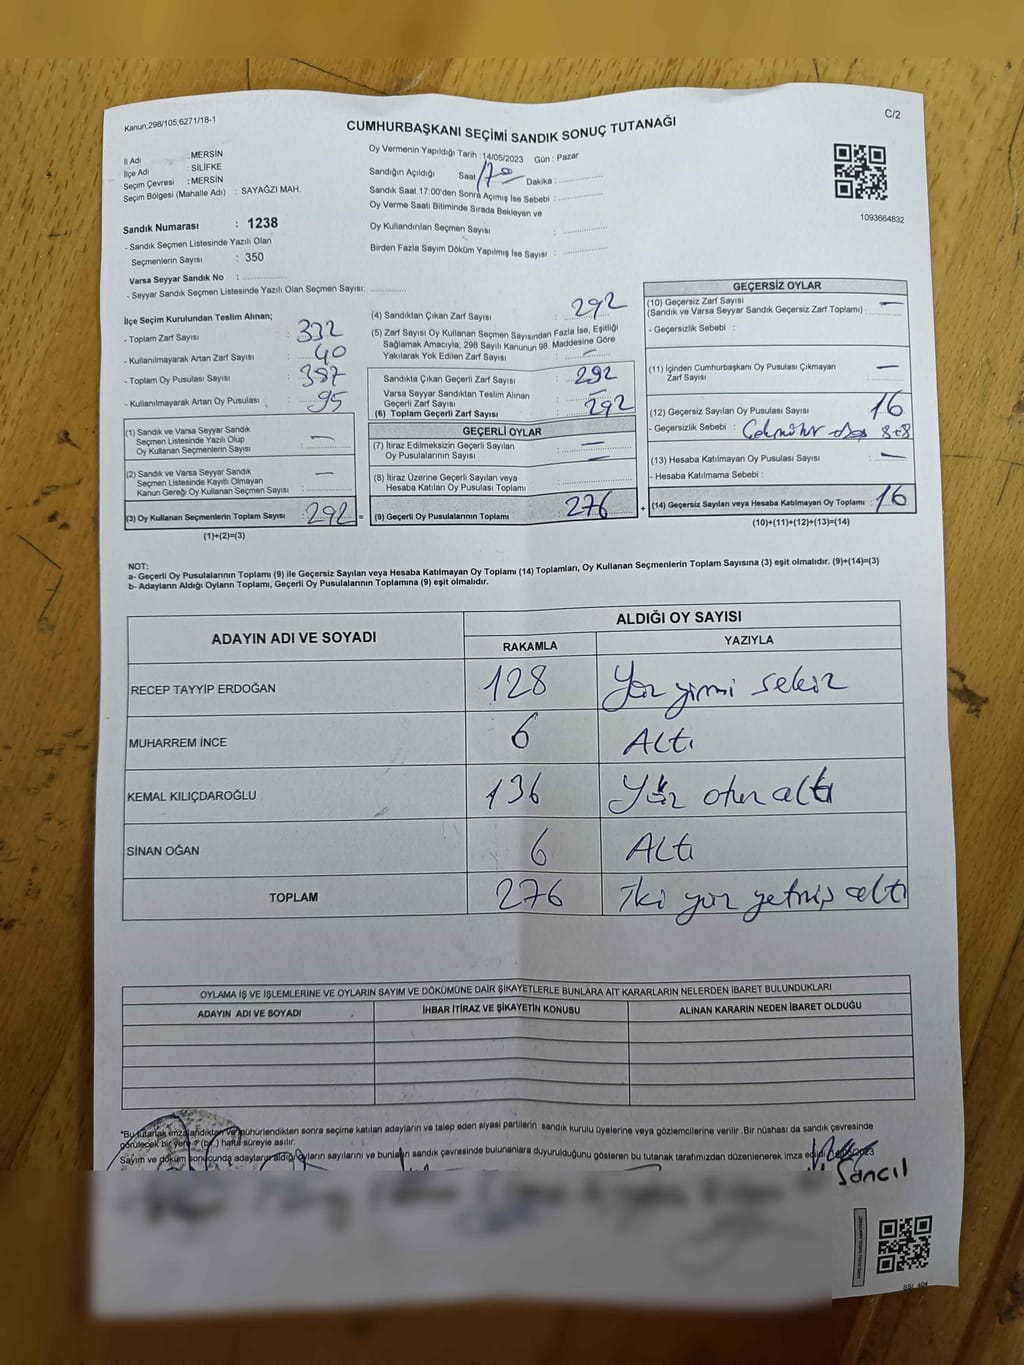 Kanun;298/105;6271/18-1
C/2
CUMHURBAŞKANI SEÇİMİ SANDIK SONUÇ TUTANAĞI
İl Adı : MERSİN
İlçe Adı : SİLİFKE
Seçim Çevresi : MERSİN
Seçim Bölgesi (Mahalle Adı) : SAYAĞZI MAH.
Sandık Numarası : 1238
- Sandık Seçmen Listesinde Yazılı Olan
Seçmenlerin Sayısı : 350
Varsa Seyyar Sandık No :
- Seyyar Sandık Seçmen Listesinde Yazılı Olan Seçmen Sayısı:
Oy Vermenin Yapıldığı Tarih : 14/05/2023 Gün : Pazar
Sandığın Açıldığı Saat 17 00 Dakika :
Sandık Saat 17:00'den Sonra Açımış İse Sebebi :
Oy Verme Saati Bitiminde Sırada Bekleyen ve
Oy Kullandırılan Seçmen Sayısı :
Birden Fazla Sayım Döküm Yapılmış İse Sayısı :
1093664832
İlçe Seçim Kurulundan Teslim Alınan;
- Toplam Zarf Sayısı : 332
- Kullanılmayarak Artan Zarf Sayısı : 40
- Toplam Oy Pusulası Sayısı : 387
- Kullanılmayarak Artan Oy Pusulası : 95
(1) Sandık ve Varsa Seyyar Sandık
Seçmen Listesinde Yazılı Olup
Oy Kullanan Seçmenlerin Sayısı : —
(2) Sandık ve Varsa Seyyar Sandık
Seçmen Listesinde Kayıtlı Olmayan
Kanun Gereği Oy Kullanan Seçmen Sayısı : —
(3) Oy Kullanan Seçmenlerin Toplam Sayısı : 292 =
(1)+(2)=(3)
(4) Sandıktan Çıkan Zarf Sayısı : 292
(5) Zarf Sayısı Oy Kullanan Seçmen Sayısından Fazla İse, Eşitliği
Sağlamak Amacıyla; 298 Sayılı Kanunun 98. Maddesine Göre
Yakılarak Yok Edilen Zarf Sayısı : —
Sandıkta Çıkan Geçerli Zarf Sayısı : 292
Varsa Seyyar Sandıktan Teslim Alınan
Geçerli Zarf Sayısı : —
(6) Toplam Geçerli Zarf Sayısı : 292
GEÇERLİ OYLAR
(7) İtiraz Edilmeksizin Geçerli Sayılan
Oy Pusulalarının Sayısı : —
(8) İtiraz Üzerine Geçerli Sayılan veya
Hesaba Katılan Oy Pusulası Toplamı : —
(9) Geçerli Oy Pusulalarının Toplamı : 276 +
GEÇERSİZ OYLAR
(10) Geçersiz Zarf Sayısı
(Sandık ve Varsa Seyyar Sandık Geçersiz Zarf Toplamı) : —
- Geçersizlik Sebebi :
(11) İçinden Cumhurbaşkanı Oy Pusulası Çıkmayan
Zarf Sayısı : —
(12) Geçersiz Sayılan Oy Pusulası Sayısı : 16
- Geçersizlik Sebebi : 8+8
(13) Hesaba Katılmayan Oy Pusulası Sayısı : —
- Hesaba Katılmama Sebebi :
(14) Geçersiz Sayılan veya Hesaba Katılmayan Oy Toplamı : 16
(10)+(11)+(12)+(13)=(14)
NOT:
a- Geçerli Oy Pusulalarının Toplamı (9) ile Geçersiz Sayılan veya Hesaba Katılmayan Oy Toplamı (14) Toplamları, Oy Kullanan Seçmenlerin Toplam Sayısına (3) eşit olmalıdır. (9)+(14)=(3)
b- Adayların Aldığı Oyların Toplamı, Geçerli Oy Pusulalarının Toplamına (9) eşit olmalıdır.
ADAYIN ADI VE SOYADI
ALDIĞI OY SAYISI
RAKAMLA YAZIYLA
RECEP TAYYİP ERDOĞAN 128 Yüz yirmi sekiz
MUHARREM İNCE 6 Altı
KEMAL KILIÇDAROĞLU 136 Yüz otuz altı
SİNAN OĞAN 6 Altı
TOPLAM 276 İki yüz yetmiş altı
OYLAMA İŞ VE İŞLEMLERİNE VE OYLARIN SAYIM VE DÖKÜMÜNE DAİR ŞİKAYETLERLE BUNLARA AİT KARARLARIN NELERDEN İBARET BULUNDUKLARI
ADAYIN ADI VE SOYADI İHBAR İTİRAZ VE ŞİKAYETİN KONUSU ALINAN KARARIN NEDEN İBARET OLDUĞU
*Bu tutanak imzalandıktan ve mühürlendikten sonra seçime katılan adayların ve talep eden siyasi partilerin sandık kurulu üyelerine veya gözlemcilerine verilir .Bir nüshası da sandık çevresinde
görülecek bir yere 7 (bir.) hafta süreyle asılır.
Sayım ve döküm sonucunda adayların aldığı oyların sayılarını ve bunların sandık çevresinde bulunanlara duyurulduğunu gösteren bu tutanak tarafımızdan düzenlenerek imza edildi
Sancıl